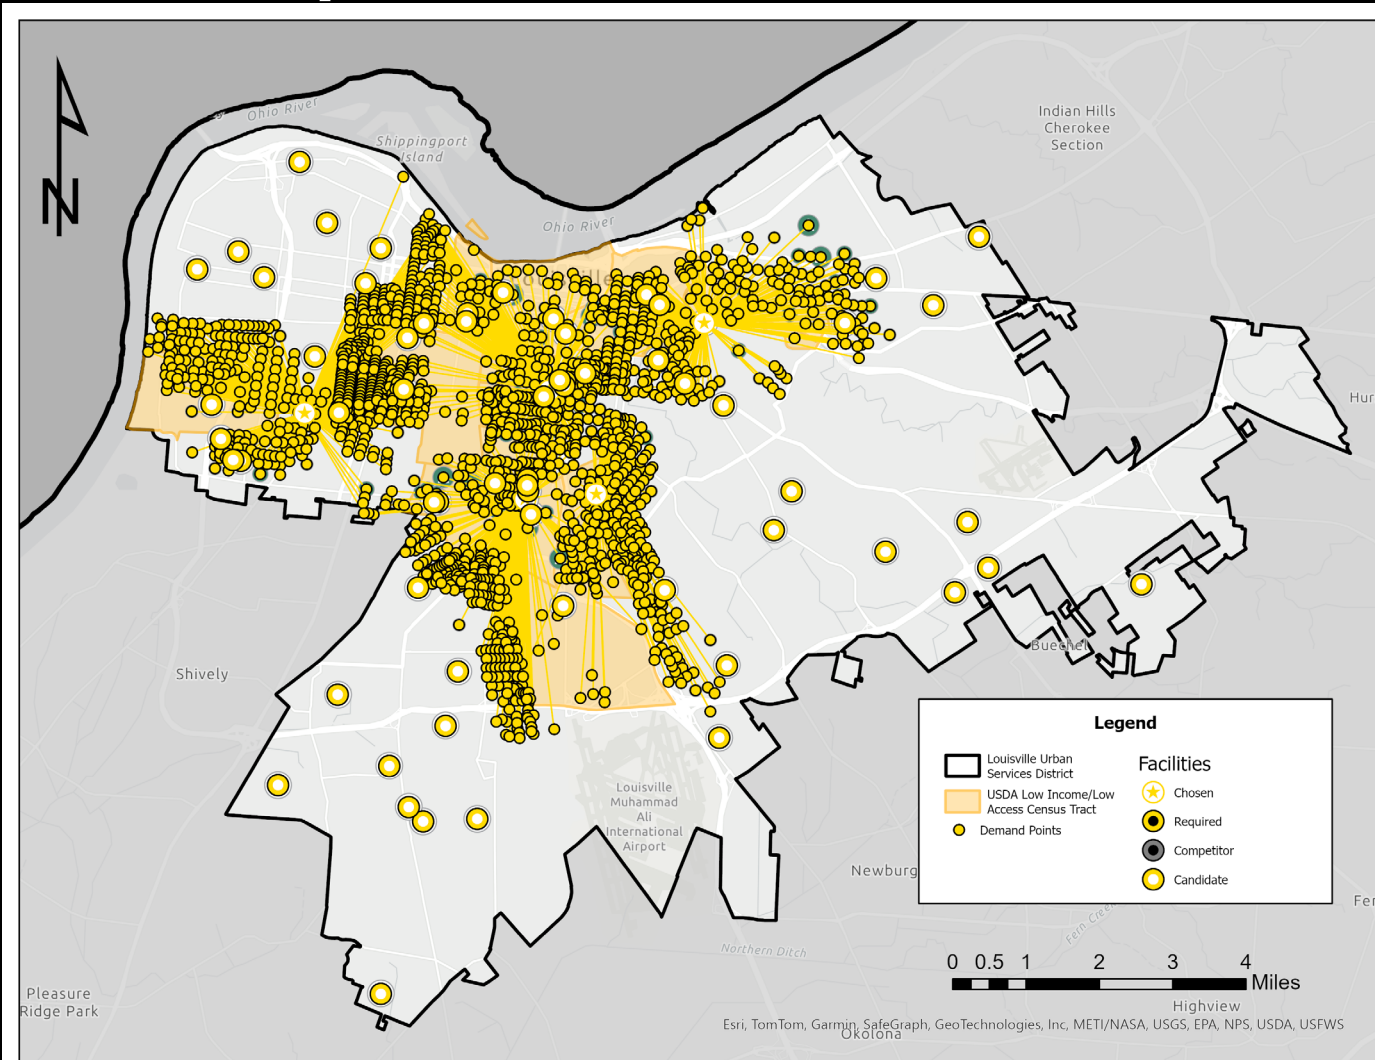 Ohio River
Shippingport
Island
Indian Hills
Cherokee
Section
N
Ohio River
Hur
Shively
Buechel
Louisville
Muhammad
Ali
International
Airport
Legend
Louisville Urban
Services District
USDA Low Income/Low
Access Census Tract
Demand Points
Facilities
Chosen
Required
Competitor
Candidate
Newburg
Fer
Fern Creek
Northern Ditch
0 0.5 1 2 3 4
Miles
Pleasure
Ridge Park
Highview
Esri, TomTom, Garmin, SafeGraph, GeoTechnologies, Inc, METI/NASA, USGS, EPA, NPS, USDA, USFWS
Okolona